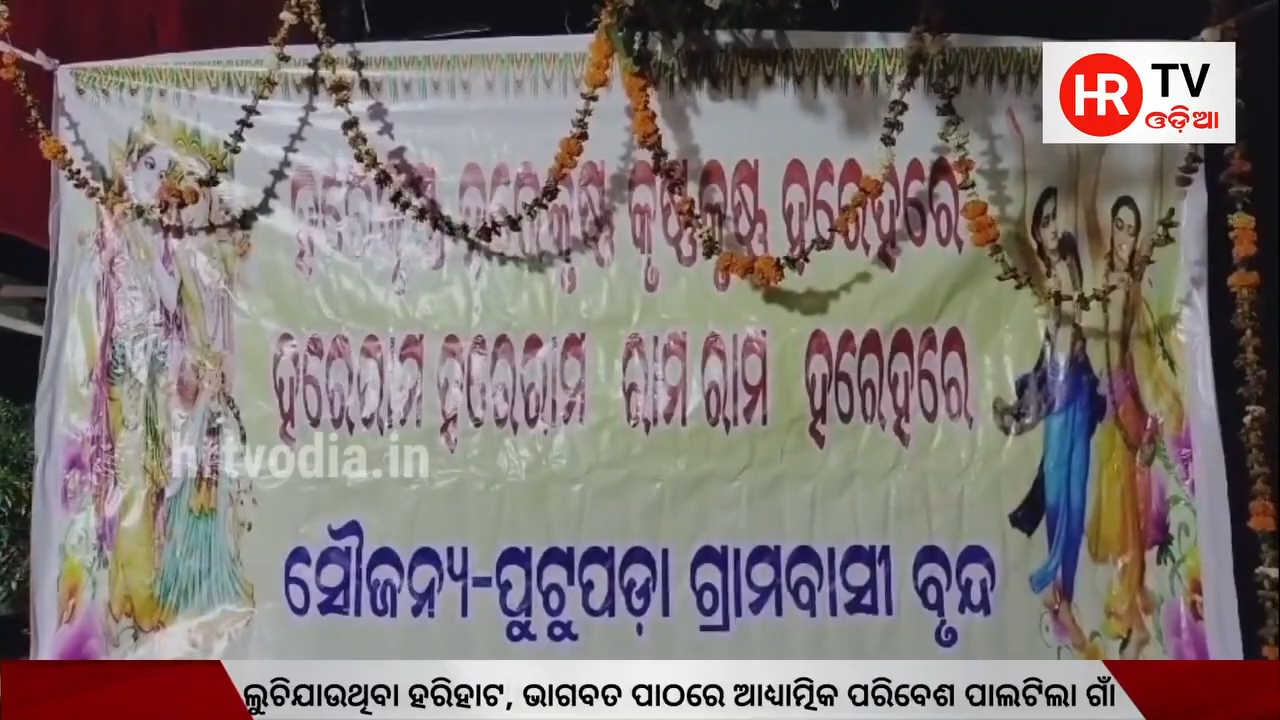 HR TV
ଓଡ଼ିଆ
ହରେକୃଷ୍ଣ ହରେକୃଷ୍ଣ କୃଷ୍ଣକୃଷ୍ଣ ହରେହରେ
ହରେରାମ ହରେରାମ ରାମ ରାମ ହରେହରେ
hrtvodia.in
ସୌଜନ୍ୟ-ପୁଟୁପଡ଼ା ଗ୍ରାମବାସୀ ବୃନ୍ଦ
ଲୁଚିଯାଉଥିବା ହରିହାଟ, ଭାଗବତ ପାଠରେ ଆଧ୍ୟାତ୍ମିକ ପରିବେଶ ପାଲଟିଲା ଗାଁ